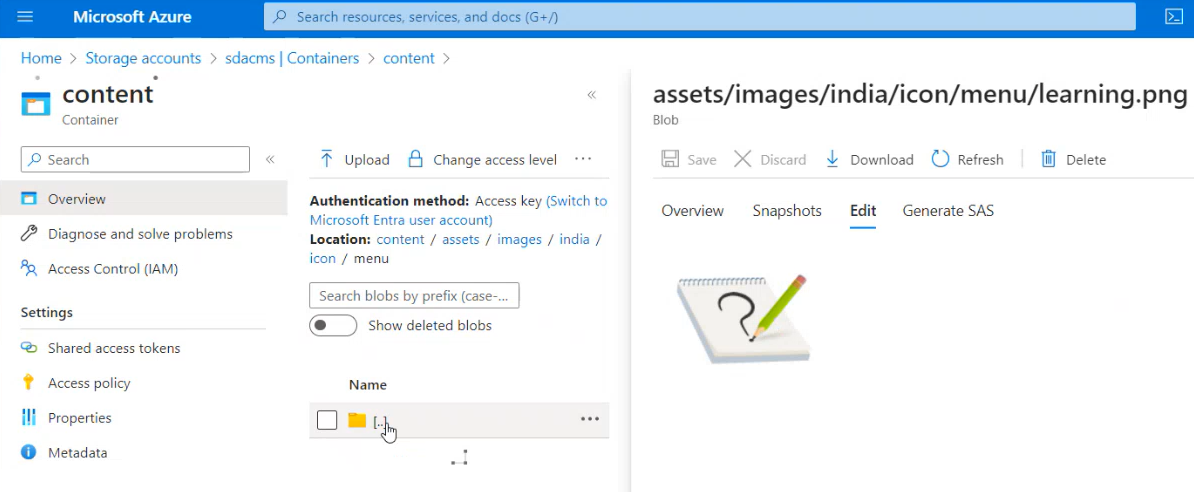 Microsoft Azure
Search resources, services, and docs (G+/)
Home > Storage accounts > sdacms | Containers > content >
content
Container
«
Search
«
Overview
Diagnose and solve problems
Access Control (IAM)
Settings
Shared access tokens
Access policy
Properties
Metadata
Upload Change access level ...
Authentication method: Access key (Switch to
Microsoft Entra user account)
Location: content / assets / images / india /
icon / menu
Search blobs by prefix (case-...
Show deleted blobs
Name
[..] ...
assets/images/india/icon/menu/learning.png
Blob
Save Discard Download Refresh Delete
Overview Snapshots Edit Generate SAS
?